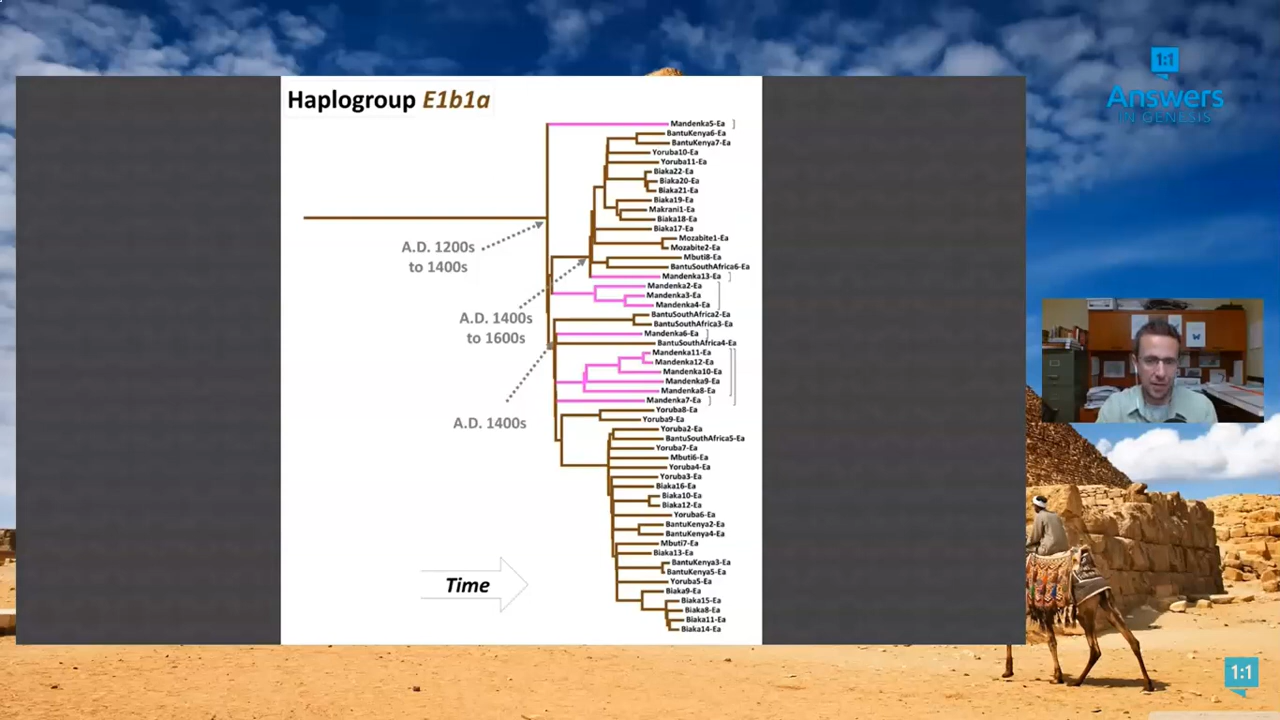 Haplogroup E1b1a
1:1
Answers
IN GENESIS
Mandenka5-Ea
BantuKenya6-Ea
BantuKenya7-Ea
Yoruba10-Ea
Yoruba11-Ea
Biaka22-Ea
Biaka20-Ea
Biaka21-Ea
Biaka19-Ea
Makrani1-Ea
Biaka18-Ea
Biaka17-Ea
Mozabite1-Ea
Mozabite2-Ea
Mbuti8-Ea
BantuSouthAfrica6-Ea
Mandenka13-Ea
Mandenka2-Ea
Mandenka3-Ea
Mandenka4-Ea
BantuSouthAfrica2-Ea
BantuSouthAfrica3-Ea
Mandenka6-Ea
BantuSouthAfrica4-Ea
Mandenka11-Ea
Mandenka12-Ea
Mandenka10-Ea
Mandenka9-Ea
Mandenka8-Ea
Mandenka7-Ea
Yoruba8-Ea
Yoruba9-Ea
Yoruba2-Ea
BantuSouthAfrica5-Ea
Yoruba7-Ea
Mbuti6-Ea
Yoruba4-Ea
Yoruba3-Ea
Biaka16-Ea
Biaka10-Ea
Biaka12-Ea
Yoruba6-Ea
BantuKenya2-Ea
BantuKenya4-Ea
Mbuti7-Ea
Biaka13-Ea
BantuKenya3-Ea
BantuKenya5-Ea
Yoruba5-Ea
Biaka9-Ea
Biaka15-Ea
Biaka8-Ea
Biaka11-Ea
Biaka14-Ea
A.D. 1200s
to 1400s
A.D. 1400s
to 1600s
A.D. 1400s
Time
1:1